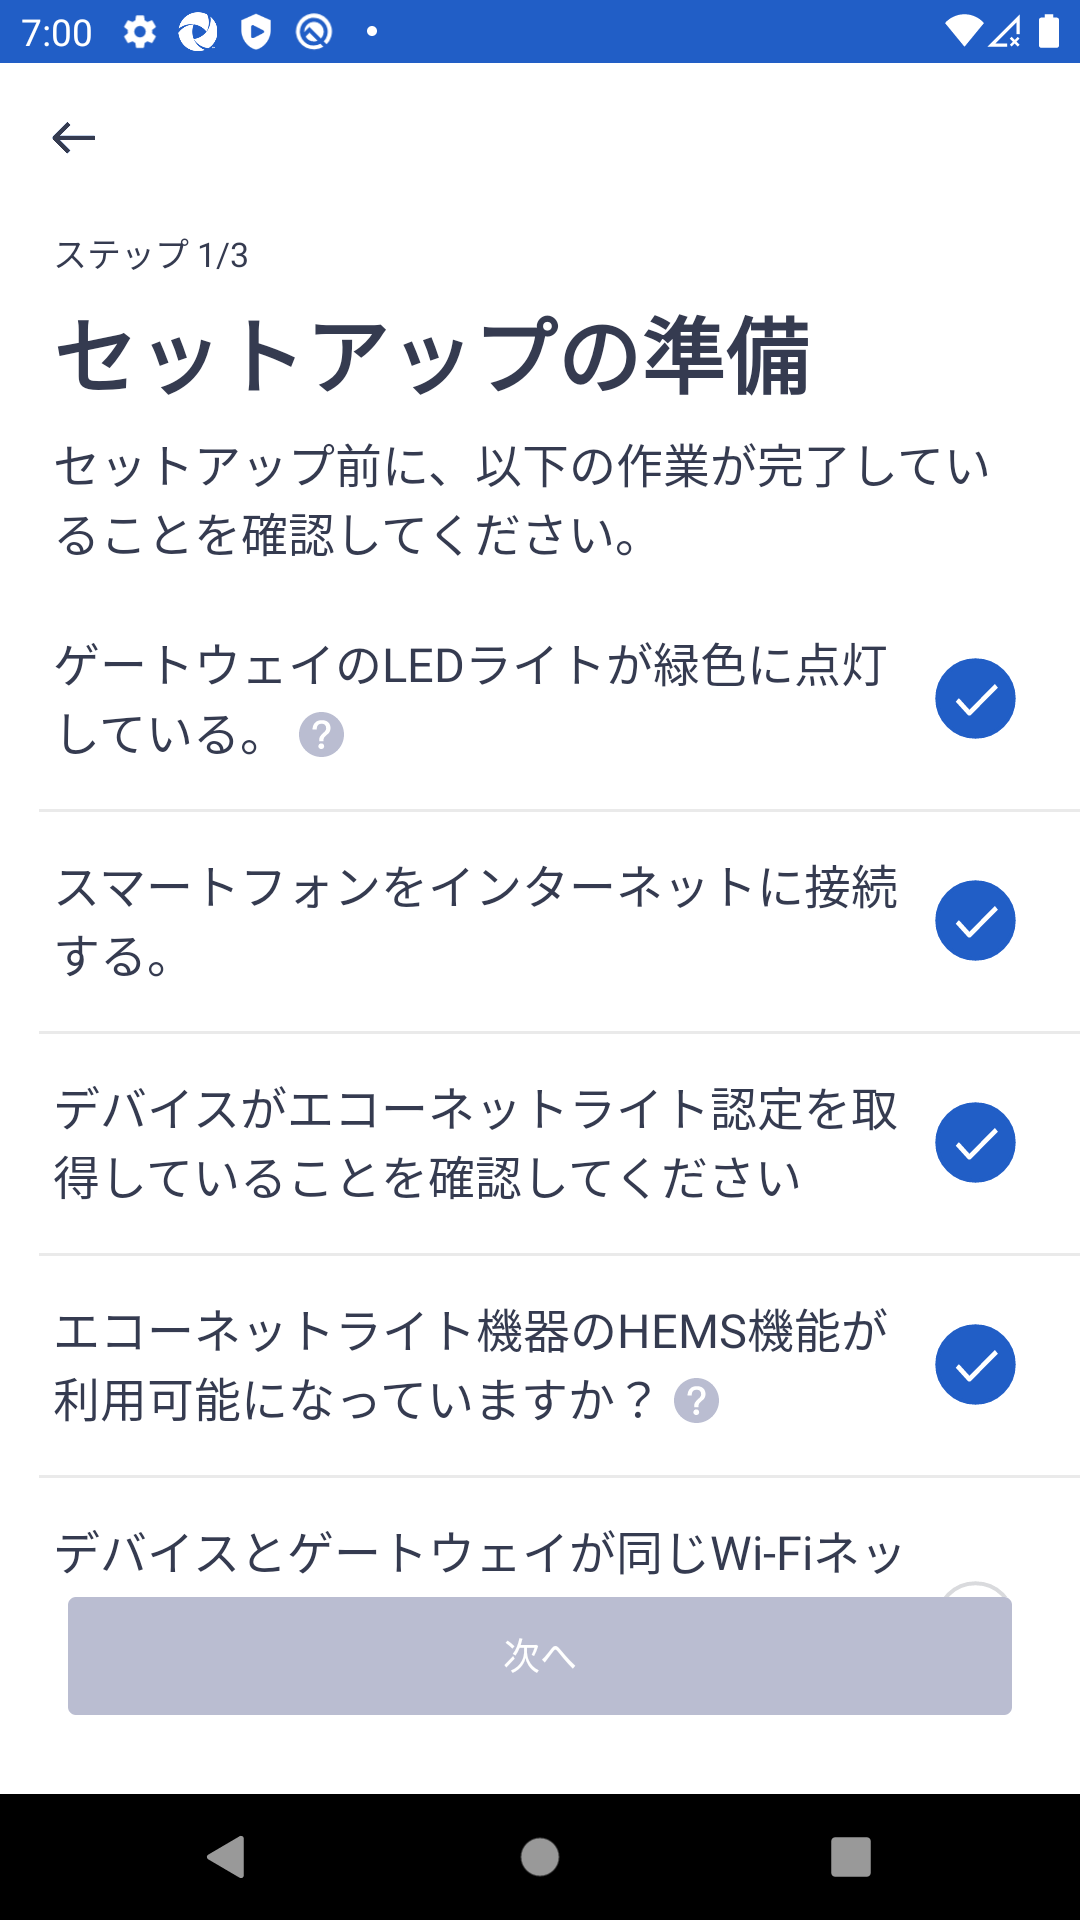 7:00
ステップ 1/3
セットアップの準備
セットアップ前に、以下の作業が完了してい
ることを確認してください。
ゲートウェイのLEDライトが緑色に点灯
している。 ?
スマートフォンをインターネットに接続
する。
デバイスがエコーネットライト認定を取
得していることを確認してください
エコーネットライト機器のHEMS機能が
利用可能になっていますか？ ?
デバイスとゲートウェイが同じWi-Fiネッ
次へ